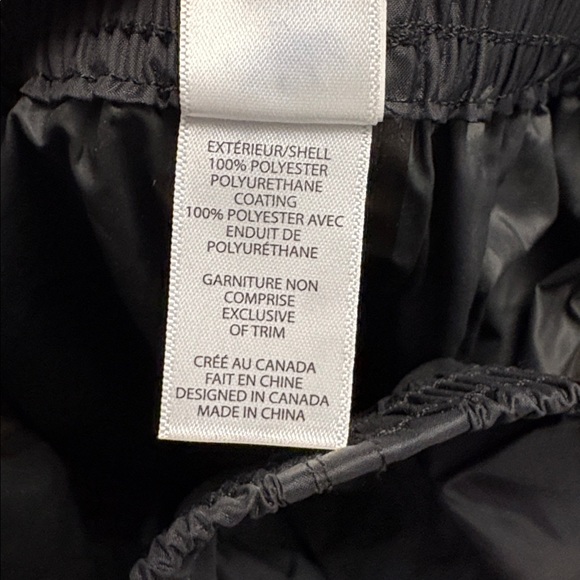 EXTÉRIEUR/SHELL
100% POLYESTER
POLYURETHANE
COATING
100% POLYESTER AVEC
ENDUIT DE
POLYURÉTHANE
GARNITURE NON
COMPRISE
EXCLUSIVE
OF TRIM
CRÉÉ AU CANADA
FAIT EN CHINE
DESIGNED IN CANADA
MADE IN CHINA